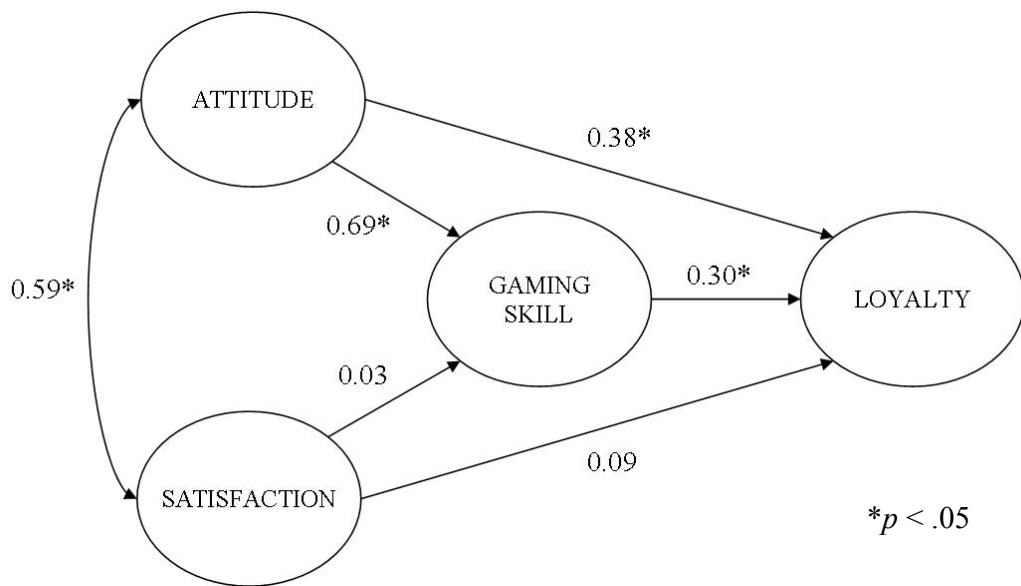 ATTITUDE
0.38*
0.69*
0.59*
GAMING
SKILL
0.30*
LOYALTY
0.03
0.09
SATISFACTION
*p < .05